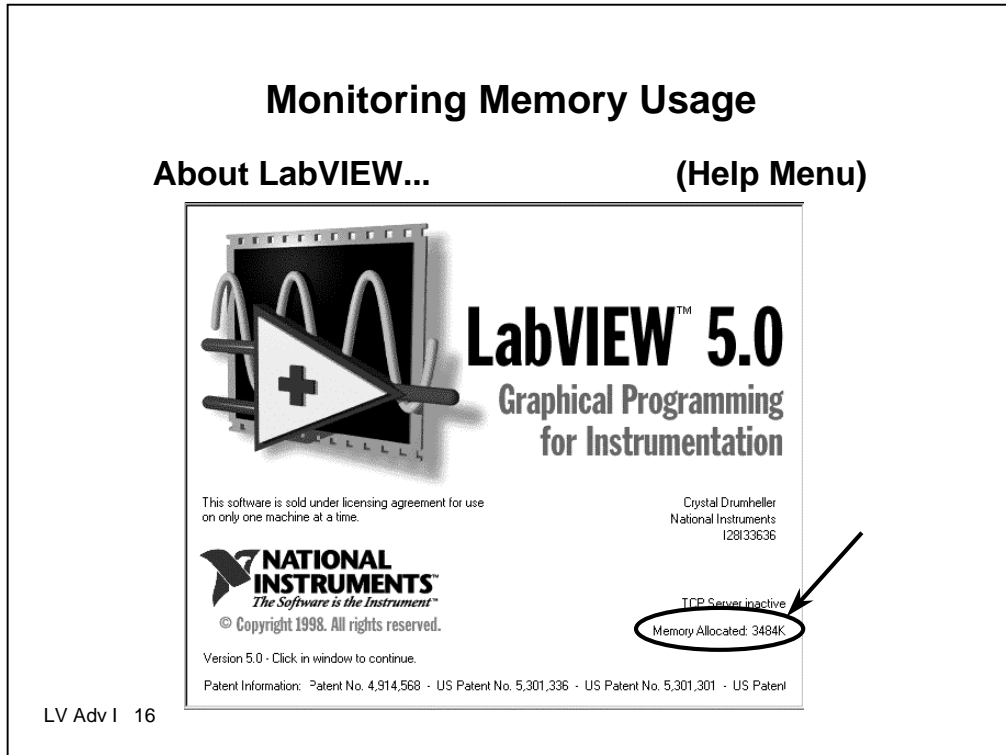 Monitoring Memory Usage
About LabVIEW... (Help Menu)
LabVIEW™ 5.0
Graphical Programming
for Instrumentation
This software is sold under licensing agreement for use
on only one machine at a time.
Crystal Drumheller
National Instruments
I28I33636
NATIONAL
INSTRUMENTS™
The Software is the Instrument™
© Copyright 1998. All rights reserved.
TCP Server inactive
Memory Allocated: 3484K
Version 5.0 - Click in window to continue.
Patent Information: Patent No. 4,914,568 - US Patent No. 5,301,336 - US Patent No. 5,301,301 - US Patent
LV Adv I 16